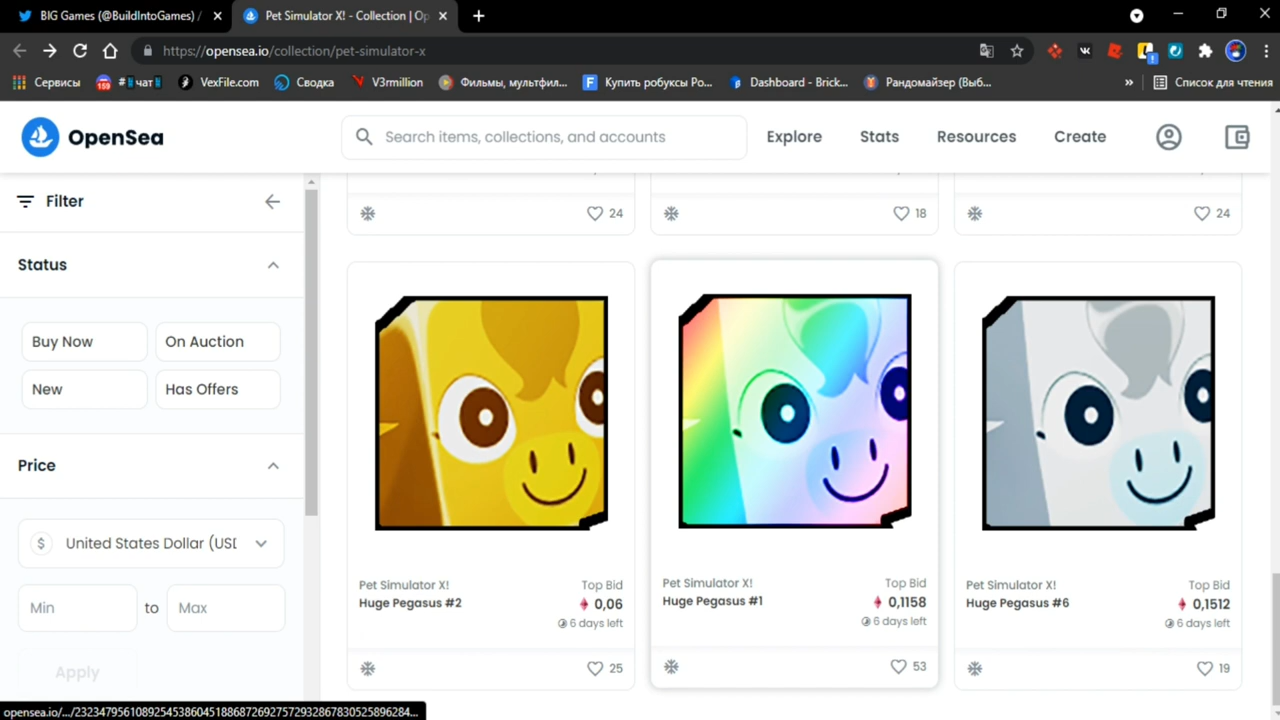 BIG Games (@BuildIntoGames) /
Pet Simulator X! - Collection | Op
https://opensea.io/collection/pet-simulator-x
Сервисы
159
VexFile.com
Сводка
V3rmillion
Фильмы, мультфил...
Купить робуксы Ро...
Dashboard - Brick...
Рандомайзер (Выб...
»
Список для чтения
OpenSea
Search items, collections, and accounts
Explore
Stats
Resources
Create
Filter
24
18
24
Status
Buy Now
On Auction
New
Has Offers
Price
$ United States Dollar (USD
Min
to
Max
Apply
Pet Simulator X!
Top Bid
Huge Pegasus #2
0,06
6 days left
25
Pet Simulator X!
Top Bid
Huge Pegasus #1
0,1158
6 days left
53
Pet Simulator X!
Top Bid
Huge Pegasus #6
0,1512
6 days left
19